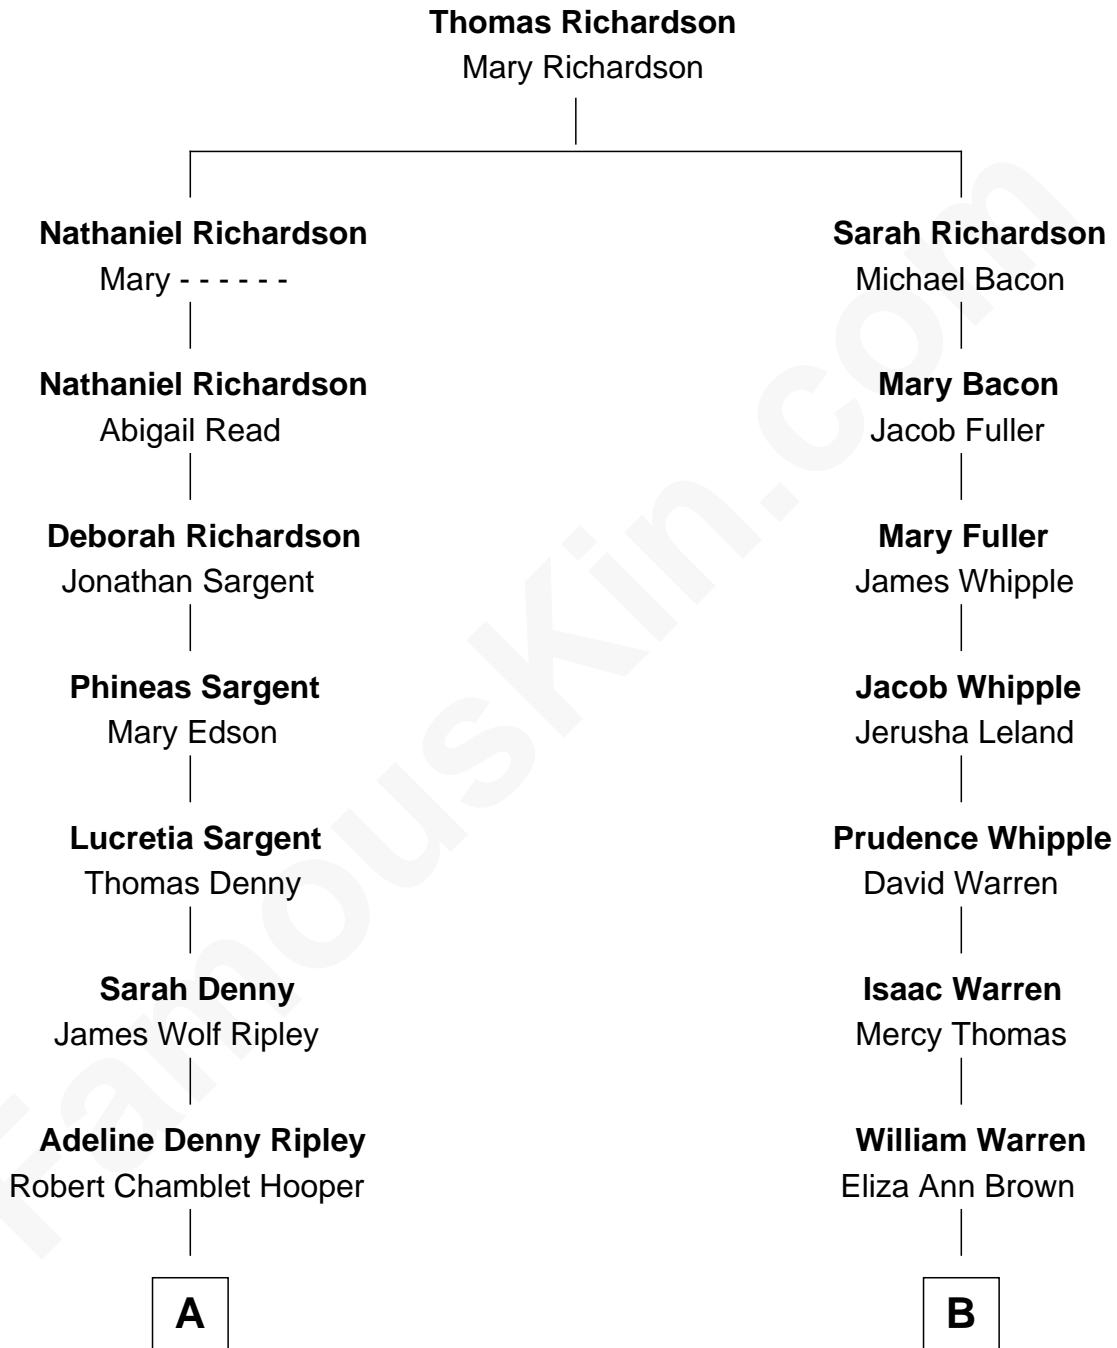 Thomas Richardson
Mary Richardson
Nathaniel Richardson
Mary - - - - - -
Nathaniel Richardson
Abigail Read
Deborah Richardson
Jonathan Sargent
Phineas Sargent
Mary Edson
Lucretia Sargent
Thomas Denny
Sarah Denny
James Wolf Ripley
Adeline Denny Ripley
Robert Chamblet Hooper
A
Sarah Richardson
Michael Bacon
Mary Bacon
Jacob Fuller
Mary Fuller
James Whipple
Jacob Whipple
Jerusha Leland
Prudence Whipple
David Warren
Isaac Warren
Mercy Thomas
William Warren
Eliza Ann Brown
B
FamousKin.com